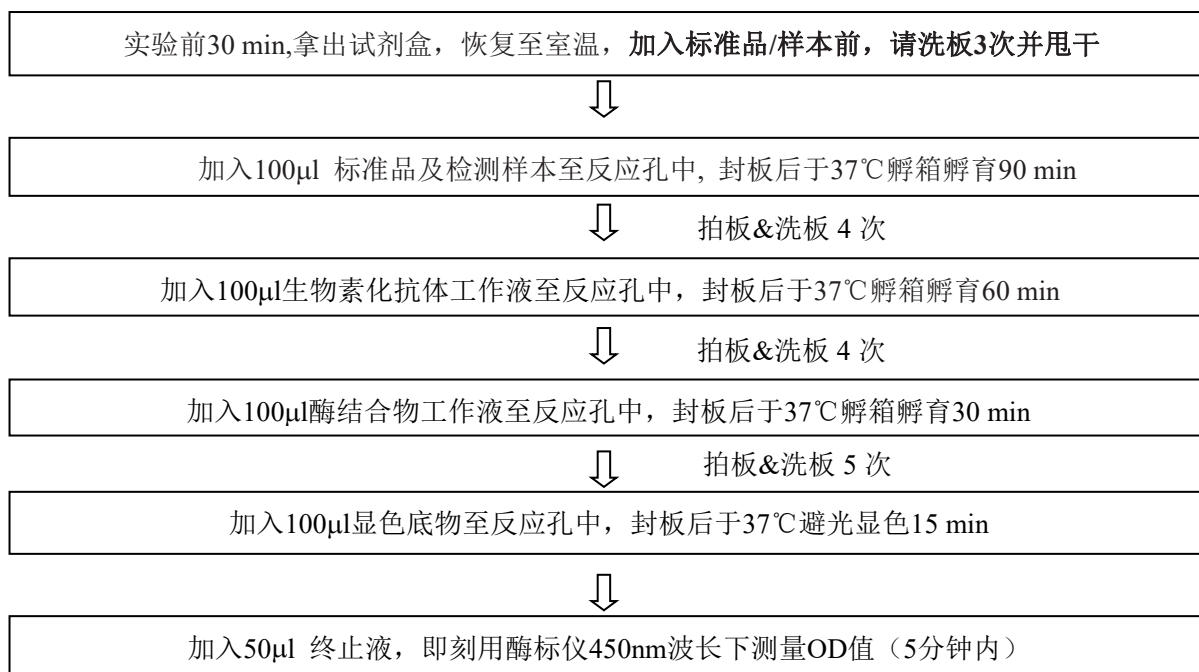 实验前30 min,拿出试剂盒，恢复至室温，加入标准品/样本前，请洗板3次并甩干
加入100μl 标准品及检测样本至反应孔中, 封板后于37℃孵箱孵育90 min
拍板&洗板 4 次
加入100μl生物素化抗体工作液至反应孔中，封板后于37℃孵箱孵育60 min
拍板&洗板 4 次
加入100μl酶结合物工作液至反应孔中，封板后于37℃孵箱孵育30 min
拍板&洗板 5 次
加入100μl显色底物至反应孔中，封板后于37℃避光显色15 min
加入50μl 终止液，即刻用酶标仪450nm波长下测量OD值（5分钟内）